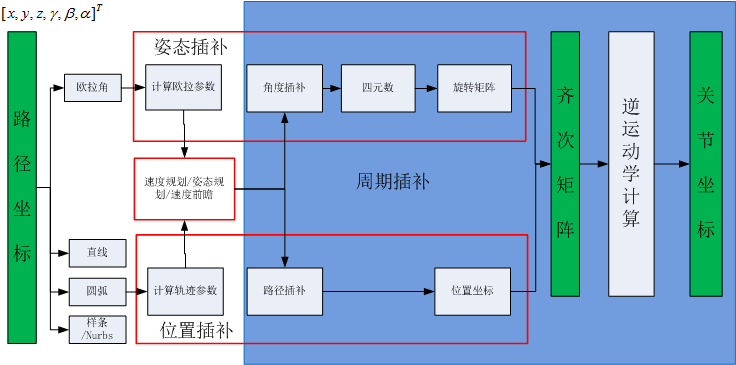 [x, y, z, γ, β, α]^T
姿态插补
路径坐标
欧拉角
计算欧拉参数
角度插补
四元数
旋转矩阵
速度规划/姿态规
划/速度前瞻
周期插补
齐次矩阵
逆运动学计算
关节坐标
直线
圆弧
样条
/Nurbs
计算轨迹参数
路径插补
位置坐标
位置插补